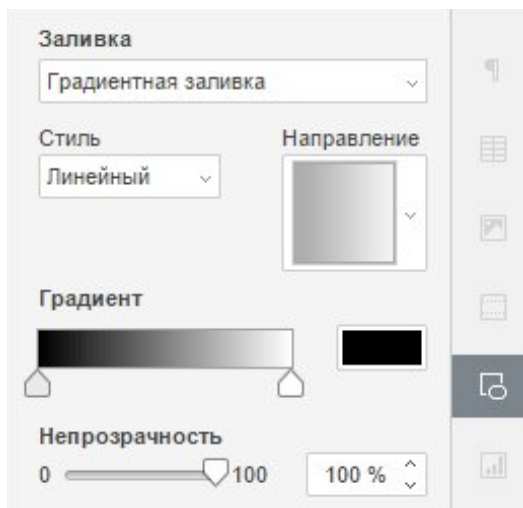 Заливка
Градиентная заливка
Стиль Направление
Линейный
Градиент
Непрозрачность
0 100 100 %